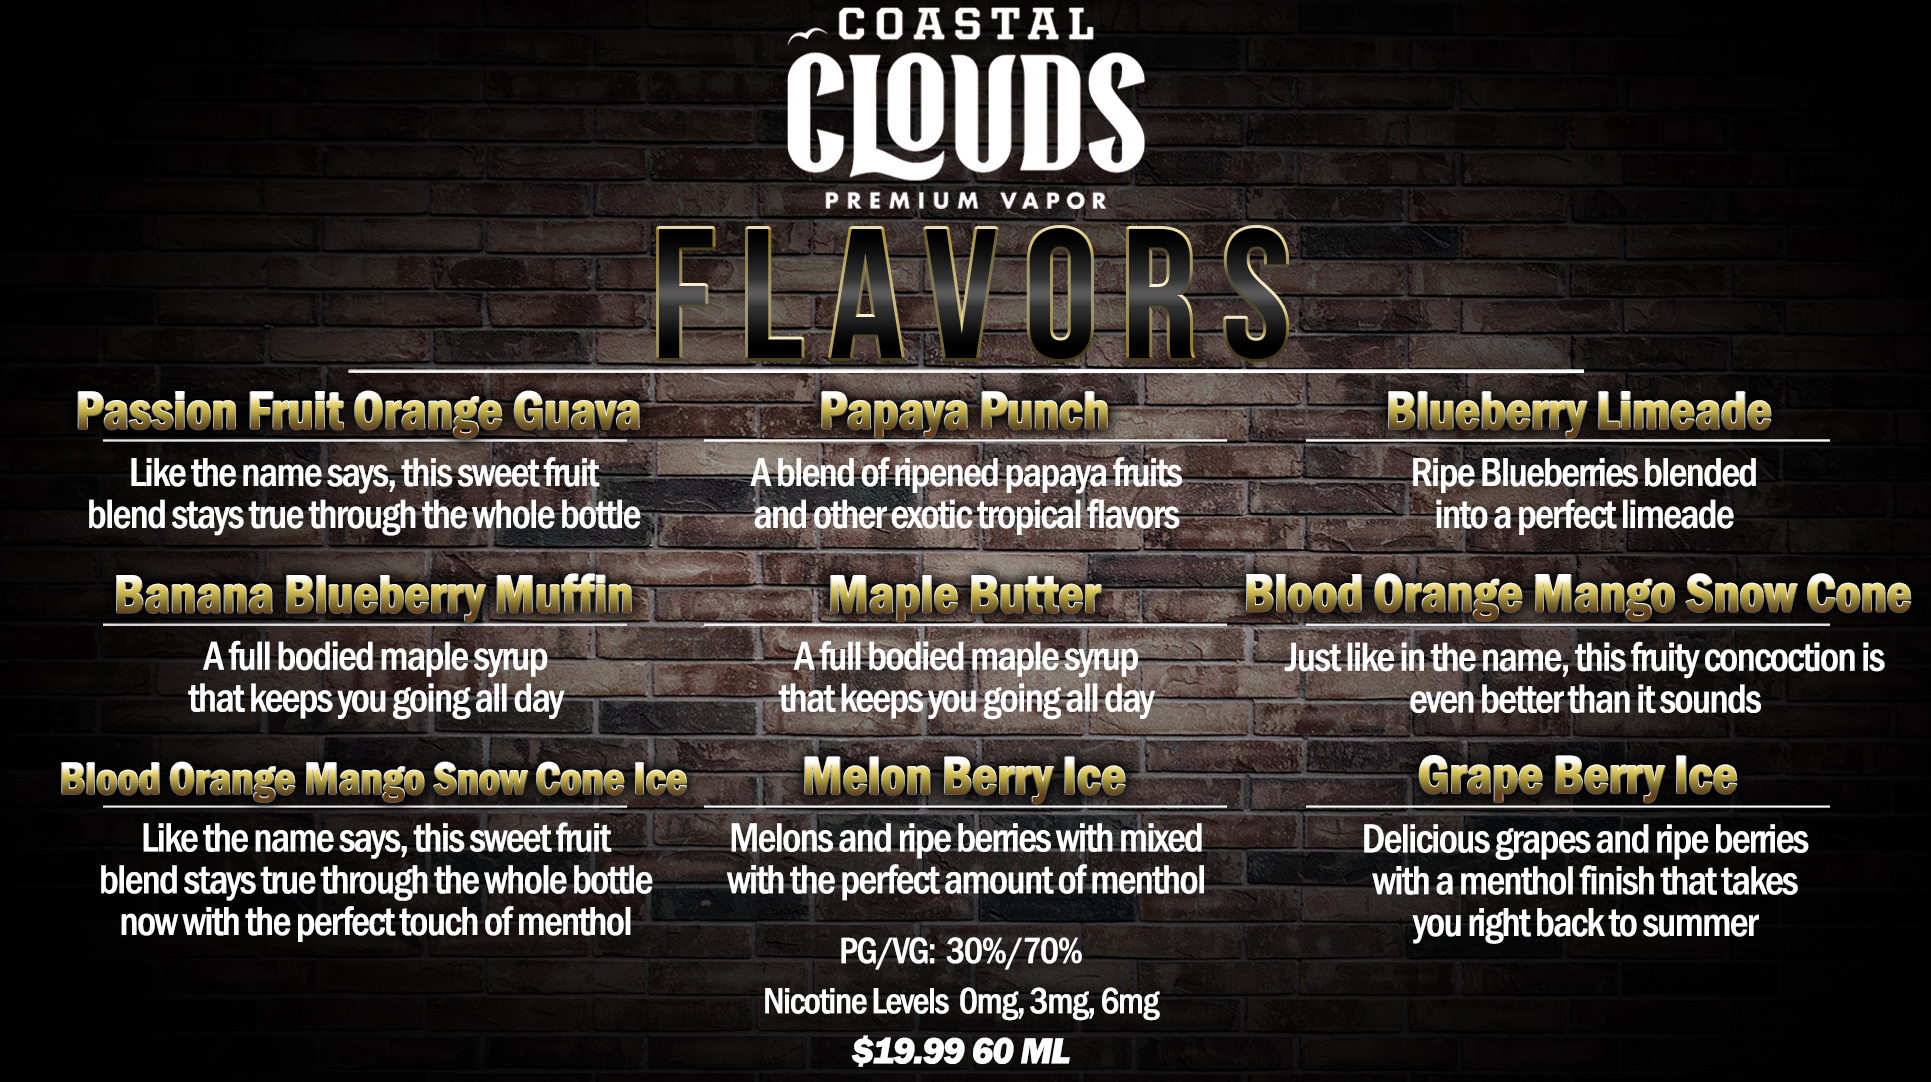 COASTAL
CLOUDS
PREMIUM VAPOR
FLAVORS
Passion Fruit Orange Guava
Like the name says, this sweet fruit
blend stays true through the whole bottle
Papaya Punch
A blend of ripened papaya fruits
and other exotic tropical flavors
Blueberry Limeade
Ripe Blueberries blended
into a perfect limeade
Banana Blueberry Muffin
A full bodied maple syrup
that keeps you going all day
Maple Butter
A full bodied maple syrup
that keeps you going all day
Blood Orange Mango Snow Cone
Just like in the name, this fruity concoction is
even better than it sounds
Blood Orange Mango Snow Cone Ice
Like the name says, this sweet fruit
blend stays true through the whole bottle
now with the perfect touch of menthol
Melon Berry Ice
Melons and ripe berries with mixed
with the perfect amount of menthol
Grape Berry Ice
Delicious grapes and ripe berries
with a menthol finish that takes
you right back to summer
PG/VG: 30%/70%
Nicotine Levels 0mg, 3mg, 6mg
$19.99 60 ML